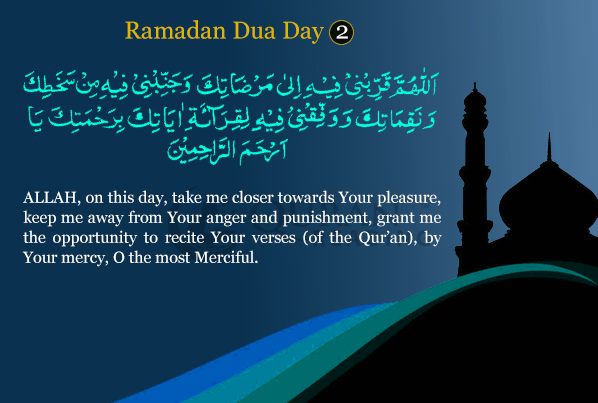 Ramadan Dua Day 2
اَللّٰهُمَّ قَرِّبْنِيْ فِيْهِ اِلىٰ مَرْضَاتِكَ وَجَنِّبْنِيْ فِيْهِ مِنْ سَخَطِكَ
وَنَقِمَاتِكَ وَوَفِّقْنِيْ فِيْهِ لِقِرَآئَةِ اٰيَاتِكَ بِرَحْمَتِكَ يَا
اَرْحَمَ الرَّاحِمِيْنَ
ALLAH, on this day, take me closer towards Your pleasure,
keep me away from Your anger and punishment, grant me
the opportunity to recite Your verses (of the Qur’an), by
Your mercy, O the most Merciful.